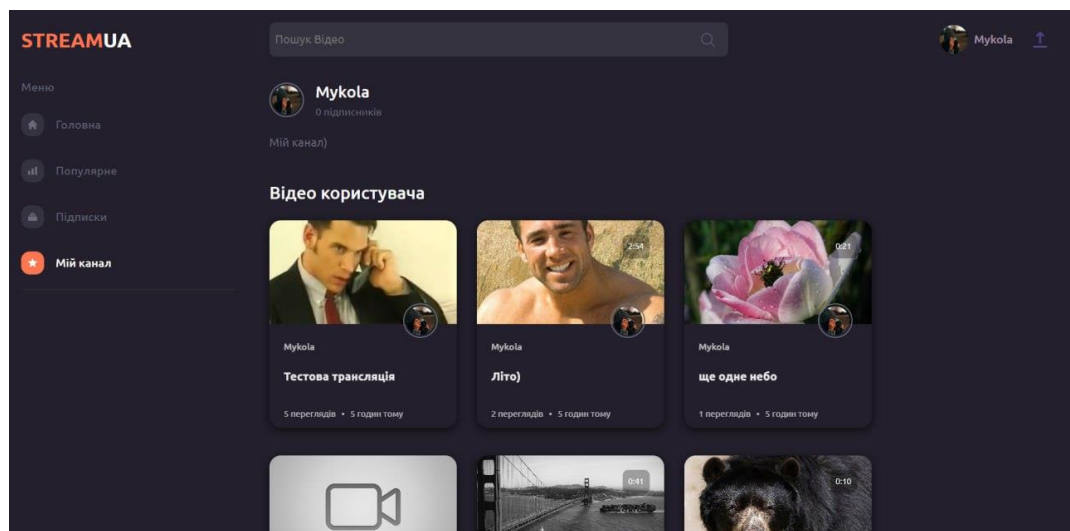 STREAMUA
Пошук Відео
Mykola
Меню
Головна
Популярне
Підписки
Мій канал
Mykola
0 підписників
Мій канал)
Відео користувача
Mykola
Тестова трансляція
5 переглядів • 5 годин тому
2:54
Mykola
Літо)
2 переглядів • 5 годин тому
0:21
Mykola
ще одне небо
1 переглядів • 5 годин тому
0:41
0:10